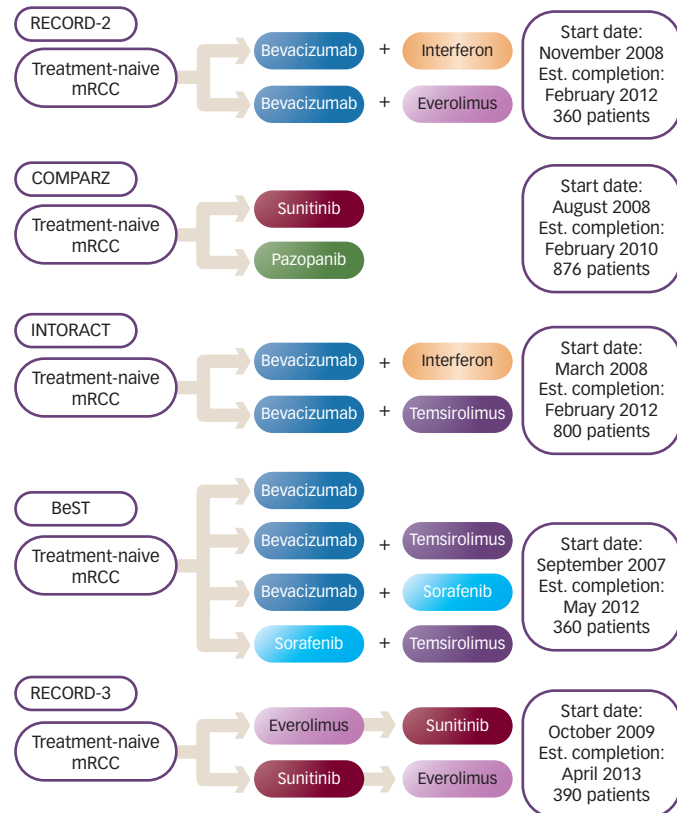 RECORD-2
Treatment-naive
mRCC
Bevacizumab + Interferon
Bevacizumab + Everolimus
Start date:
November 2008
Est. completion:
February 2012
360 patients
COMPARZ
Treatment-naive
mRCC
Sunitinib
Pazopanib
Start date:
August 2008
Est. completion:
February 2010
876 patients
INTORACT
Treatment-naive
mRCC
Bevacizumab + Interferon
Bevacizumab + Temsirolimus
Start date:
March 2008
Est. completion:
February 2012
800 patients
BeST
Treatment-naive
mRCC
Bevacizumab
Bevacizumab + Temsirolimus
Bevacizumab + Sorafenib
Sorafenib + Temsirolimus
Start date:
September 2007
Est. completion:
May 2012
360 patients
RECORD-3
Treatment-naive
mRCC
Everolimus Sunitinib
Sunitinib Everolimus
Start date:
October 2009
Est. completion:
April 2013
390 patients